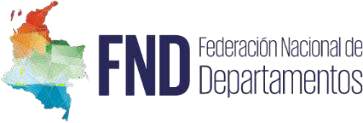 FND
Federación Nacional de
Departamentos